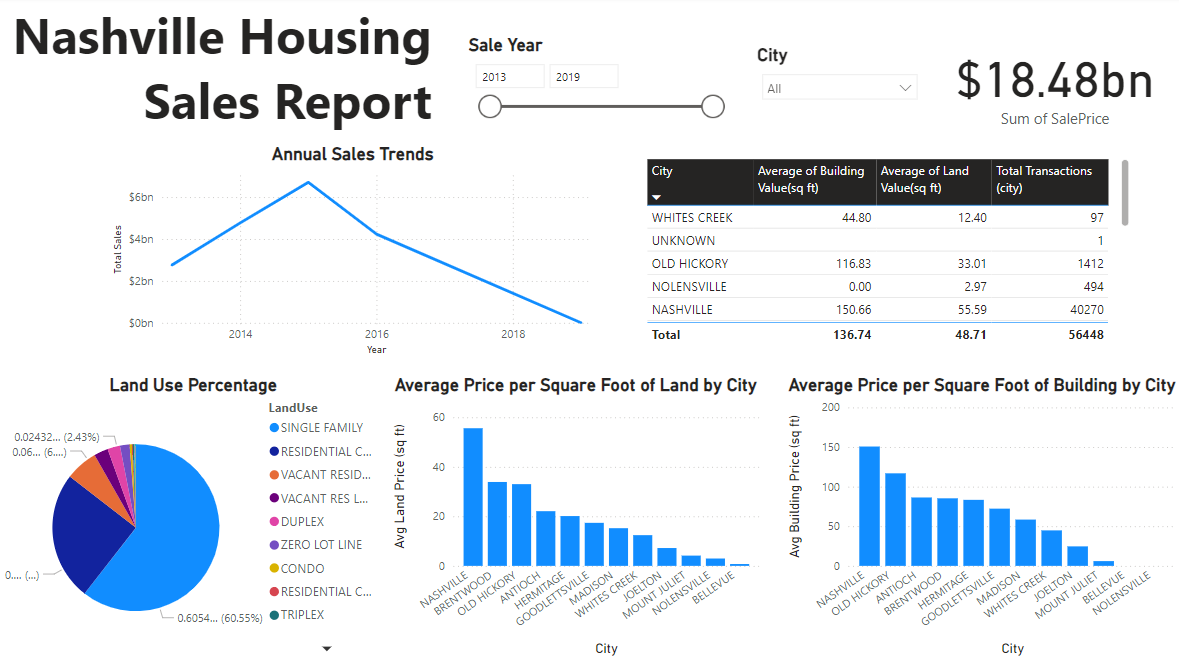 Nashville Housing
Sales Report
Sale Year
2013
2019
City
All
$18.48bn
Sum of SalePrice
Annual Sales Trends
Total Sales
$6bn
$4bn
$2bn
$0bn
2014
2016
2018
Year
City
Average of Building
Value(sq ft)
Average of Land
Value(sq ft)
Total Transactions
(city)
WHITES CREEK 44.80 12.40 97
UNKNOWN 1
OLD HICKORY 116.83 33.01 1412
NOLENSVILLE 0.00 2.97 494
NASHVILLE 150.66 55.59 40270
Total 136.74 48.71 56448
Land Use Percentage
0.02432... (2.43%)
0.06... (6....)
0.... (...)
0.6054... (60.55%)
LandUse
SINGLE FAMILY
RESIDENTIAL C...
VACANT RESID...
VACANT RES L...
DUPLEX
ZERO LOT LINE
CONDO
RESIDENTIAL C...
TRIPLEX
Average Price per Square Foot of Land by City
Avg Land Price (sq ft)
60
40
20
0
NASHVILLE
BRENTWOOD
OLD HICKORY
ANTIOCH
HERMITAGE
GOODLETTSVILLE
MADISON
WHITES CREEK
JOELTON
MOUNT JULIET
NOLENSVILLE
BELLEVUE
City
Average Price per Square Foot of Building by City
Avg Building Price (sq ft)
200
150
100
50
0
NASHVILLE
OLD HICKORY
ANTIOCH
BRENTWOOD
HERMITAGE
GOODLETTSVILLE
MADISON
WHITES CREEK
JOELTON
MOUNT JULIET
BELLEVUE
NOLENSVILLE
City